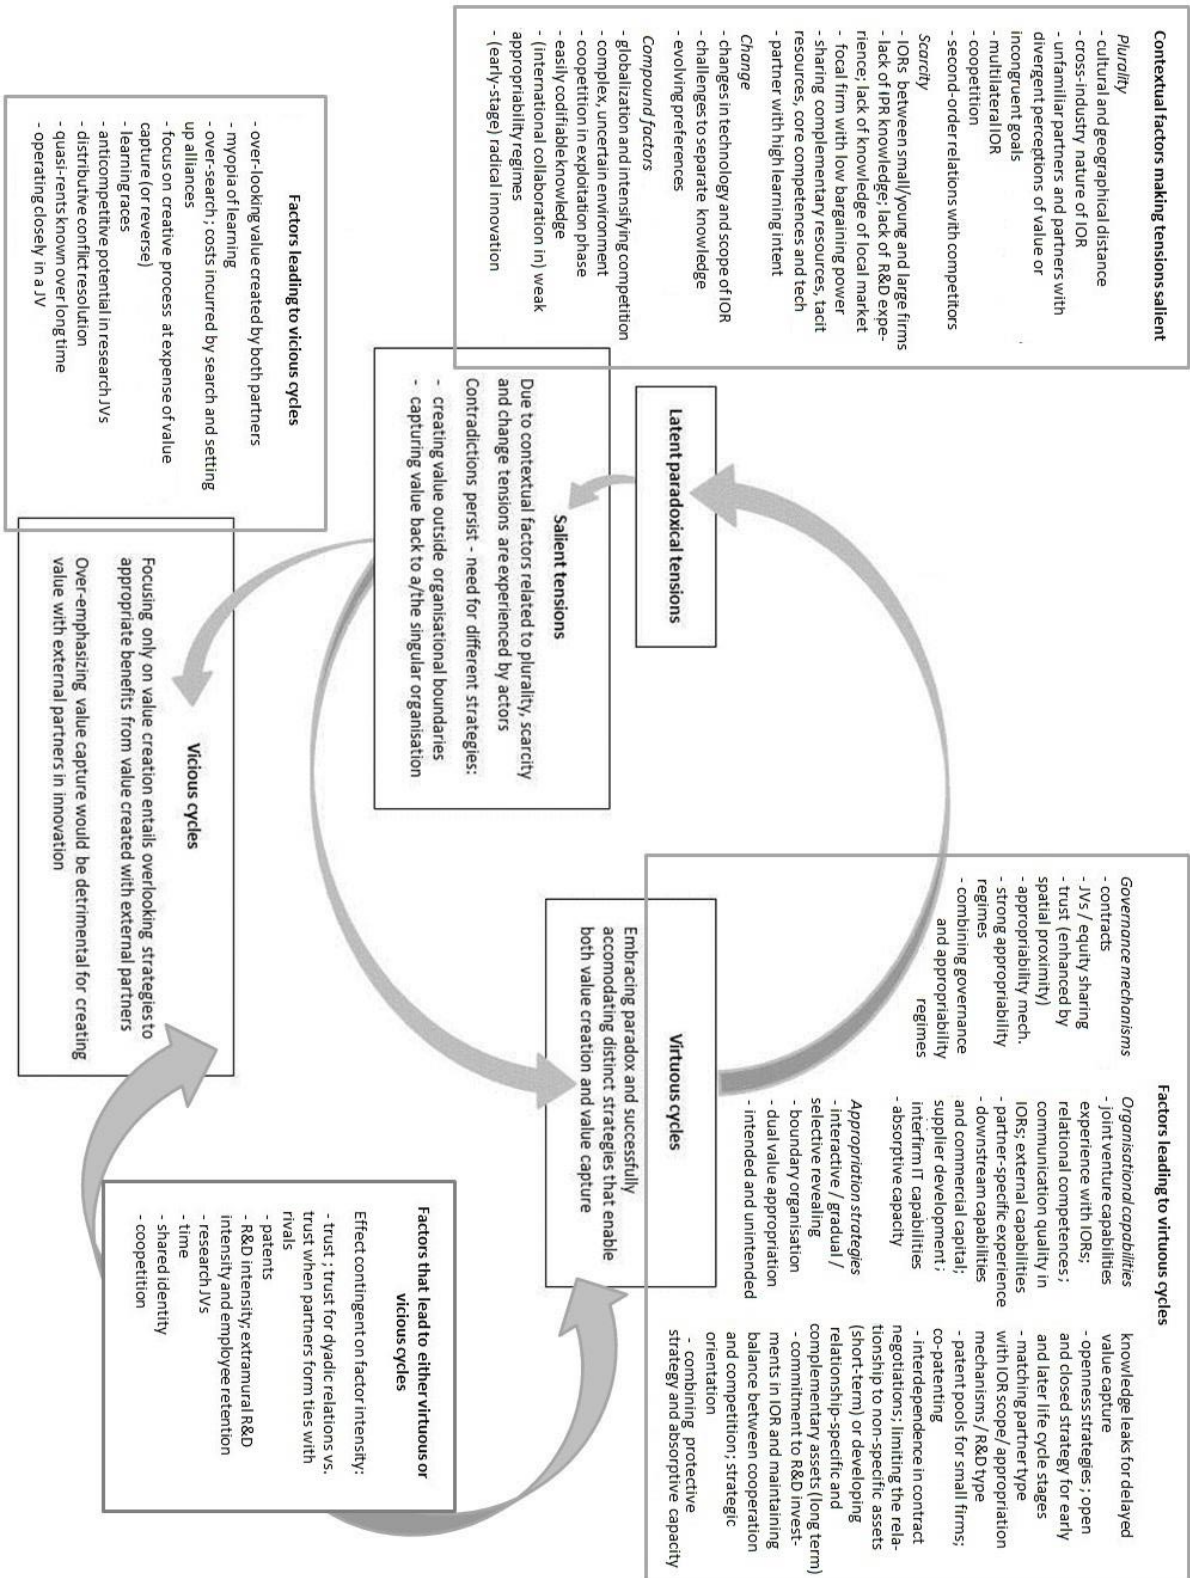 Contextual factors making tensions salient
Plurality
- cultural and geographical distance
- cross-industry nature of IOR
- unfamiliar partners and partners with
divergent perceptions of value or
incongruent goals
- multilateral IOR
- coopetition
- second-order relations with competitors
Scarcity
- IORs between small/young and large firms
- lack of IPR knowledge; lack of R&D expe-
rience; lack of knowledge of local market
- focal firm with low bargaining power
- sharing complementary resources, tacit
resources, core competences and tech
- partner with high learning intent
Change
- changes in technology and scope of IOR
- challenges to separate knowledge
- evolving preferences
Compound factors
- globalization and intensifying competition
- complex, uncertain environment
- coopetition in exploitation phase
- easily codifiable knowledge
- (international collaboration in) weak
appropriability regimes
- (early-stage) radical innovation
Latent paradoxical tensions
Salient tensions
Due to contextual factors related to plurality, scarcity
and change tensions are experienced by actors
Contradictions persist - need for different strategies:
- creating value outside organisational boundaries
- capturing value back to a/the singular organisation
Factors leading to vicious cycles
- over-looking value created by both partners
- myopia of learning
- over-search ; costs incurred by search and setting
up alliances
- focus on creative process at expense of value
capture (or reverse)
- learning races
- anticompetitive potential in research JVs
- distributive conflict resolution
- quasi-rents known over long time
- operating closely in a JV
Vicious cycles
Focusing only on value creation entails overlooking strategies to
appropriate benefits from value created with external partners
Over-emphasizing value capture would be detrimental for creating
value with external partners in innovation
Factors leading to virtuous cycles
Governance mechanisms
- contracts
- JVs / equity sharing
- trust (enhanced by
spatial proximity)
- appropriability mech.
- strong appropriability
regimes
- combining governance
and appropriability
regimes
Organisational capabilities
- joint venture capabilities
experience with IORs;
relational competences ;
communication quality in
IORs; external capabilities
- partner-specific experience
- downstream capabilities
and commercial capital;
supplier development ;
interfirm IT capabilities
- absorptive capacity
Appropriation strategies
- interactive / gradual /
selective revealing
- boundary organisation
- dual value appropriation
- intended and unintended
knowledge leaks for delayed
value capture
- openness strategies ; open
and closed strategy for early
and later life cycle stages
- matching partner type
with IOR scope/ appropriation
mechanisms / R&D type
- patent pools for small firms;
co-patenting
- interdependence in contract
negotiations; limiting the rela-
tionship to non-specific assets
(short-term) or developing
relationship-specific and
complementary assets (long term)
- commitment to R&D invest-
ments in IOR and maintaining
balance between cooperation
and competition ; strategic
orientation
- combining protective
strategy and absorptive capacity
Virtuous cycles
Embracing paradox and successfully
accomodating distinct strategies that enable
both value creation and value capture
Factors that lead to either virtuous or
vicious cycles
Effect contingent on factor intensity:
- trust ; trust for dyadic relations vs.
trust when partners form ties with
rivals
- patents
- R&D intensity; extramural R&D
intensity and employee retention
- research JVs
- time
- shared identity
- coopetition